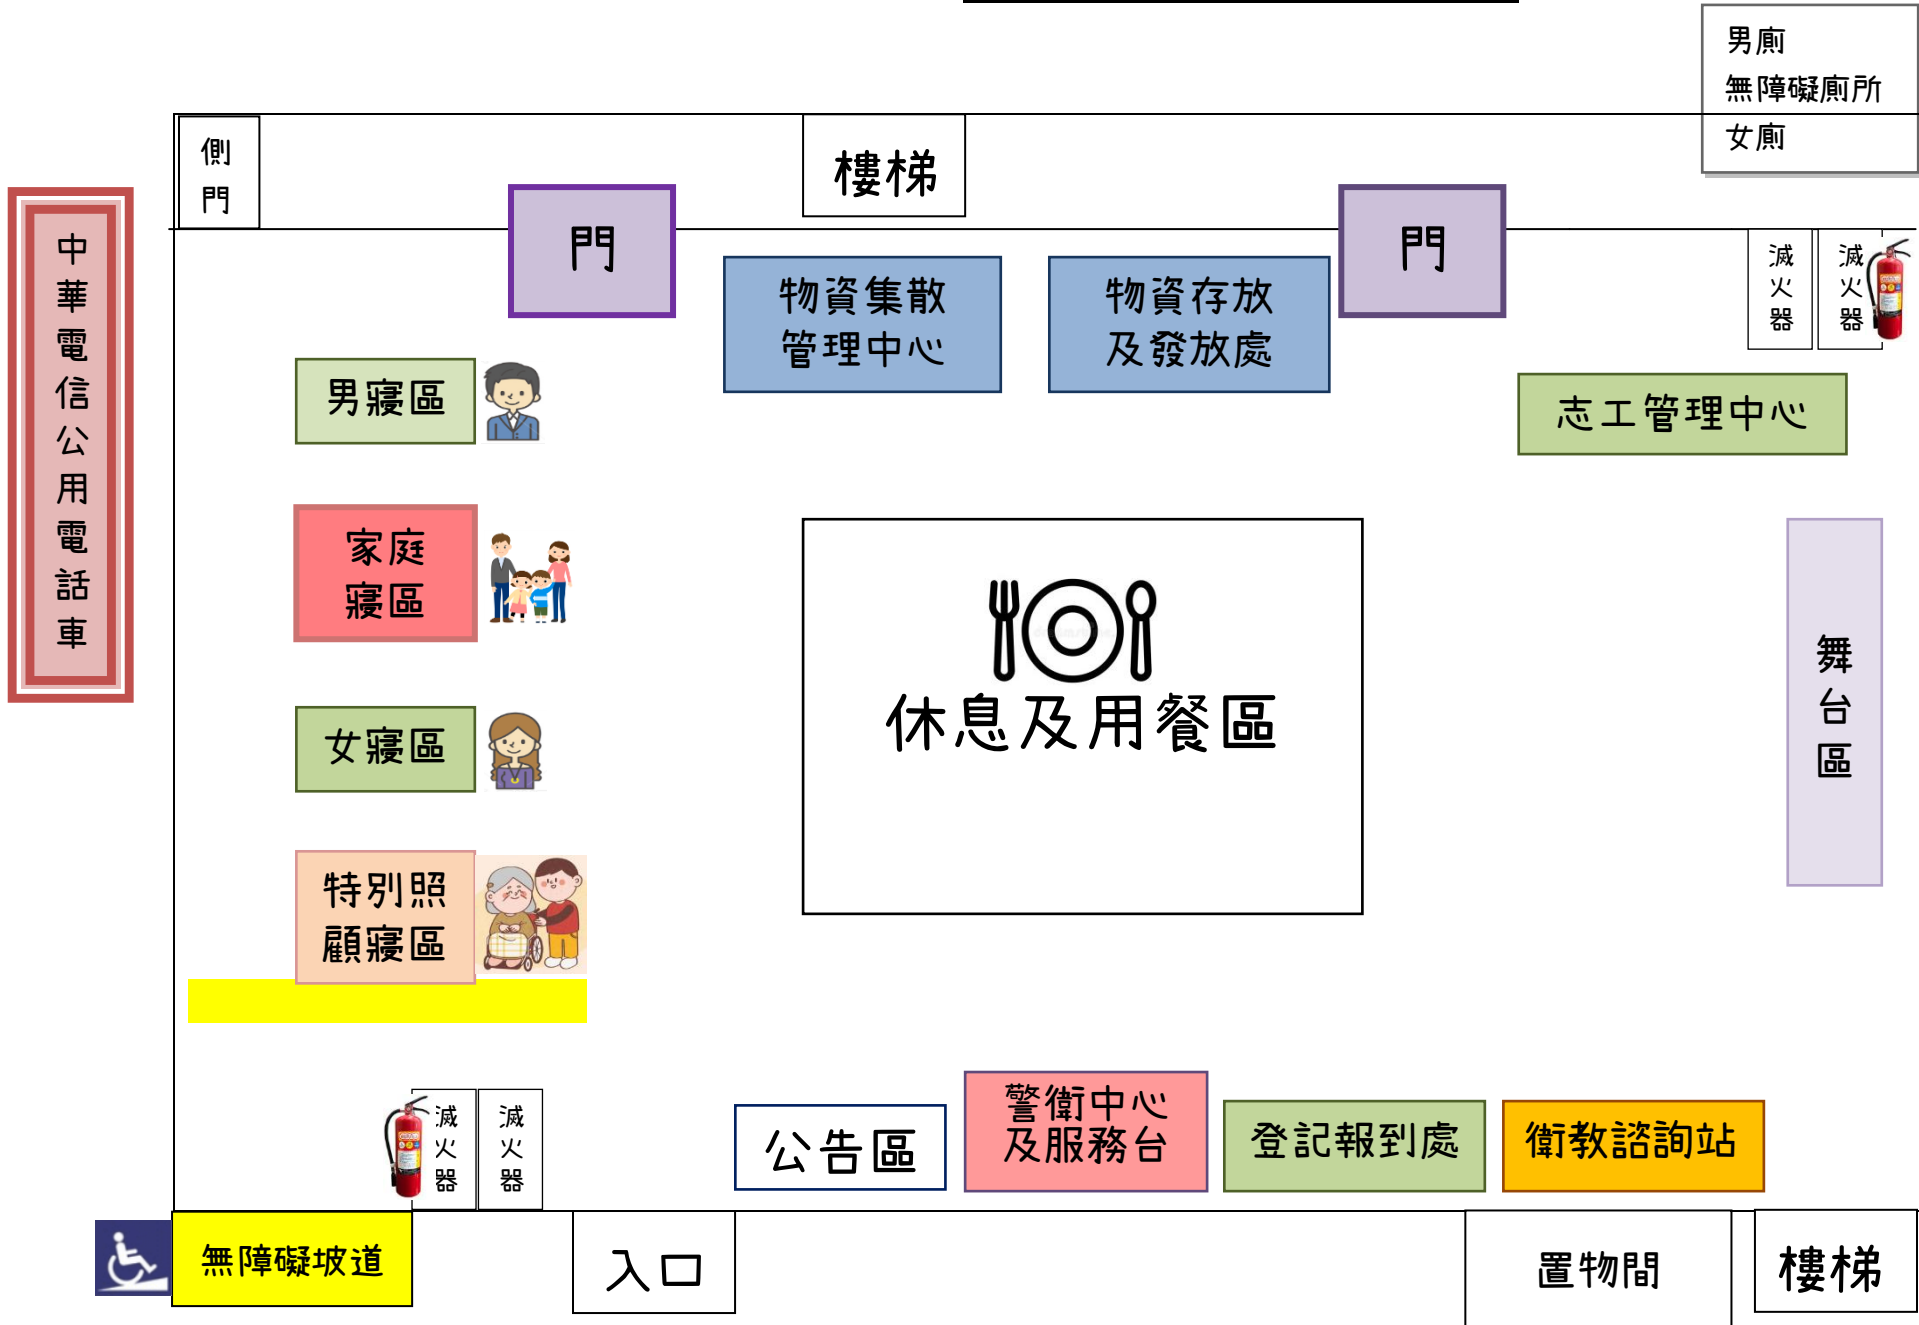 男廁
無障礙廁所
女廁
側
門
樓梯
門
門
中
華
電
信
公
用
電
話
車
物資集散
管理中心
物資存放
及發放處
滅
火
器
滅
火
器
男寢區
志工管理中心
家庭
寢區
休息及用餐區
舞
台
區
女寢區
特別照
顧寢區
滅
火
器
滅
火
器
公告區
警衛中心
及服務台
登記報到處
衛教諮詢站
無障礙坡道
入口
置物間
樓梯